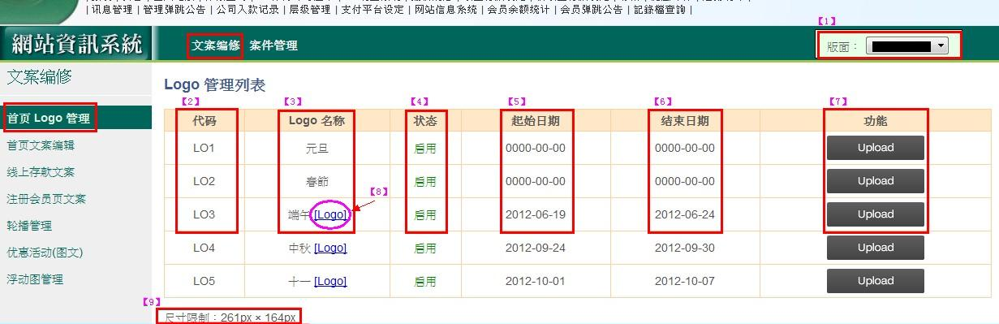 | 讯息管理 | 管理弹跳公告 | 公司入款记录 | 层级管理 | 支付平台设定 | 网站信息系统 | 会员余额统计 | 会员弹跳公告 | 記錄檔查詢 |
【1】
網站資訊系統 文案编修 案件管理 版面：
文案编修
Logo 管理列表
【2】 【3】 【4】 【5】 【6】 【7】
首页 Logo 管理
代码 Logo 名称 状态 起始日期 结束日期 功能
首页文案编辑
LO1 元旦 启用 0000-00-00 0000-00-00 Upload
线上存款文案
LO2 春節 启用 0000-00-00 0000-00-00 Upload
【8】
注册会员页文案
LO3 端午 [Logo] 启用 2012-06-19 2012-06-24 Upload
轮播管理
LO4 中秋 [Logo] 启用 2012-09-24 2012-09-30 Upload
优惠活动(图文)
浮动图管理
LO5 十一 [Logo] 启用 2012-10-01 2012-10-07 Upload
【9】
尺寸限制：261px × 164px